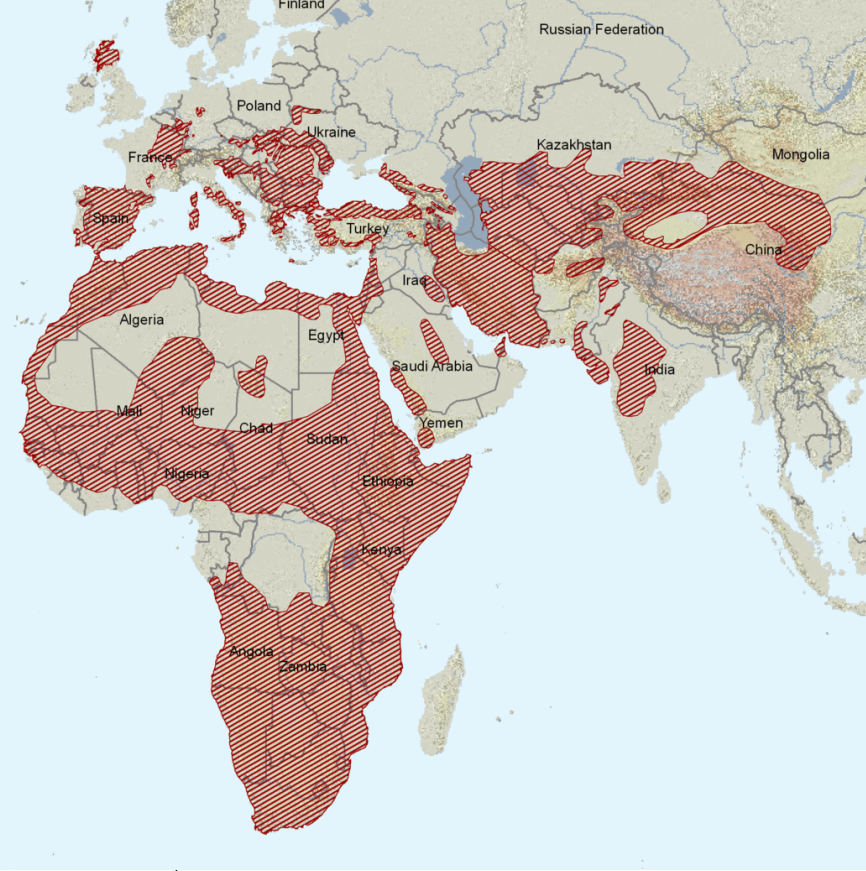 Finland
Russian Federation
Poland
Ukraine
France
Kazakhstan
Mongolia
Spain
Turkey
China
Iraq
Algeria
Egypt
Saudi Arabia
India
Mali
Niger
Chad
Yemen
Sudan
Nigeria
Ethiopia
Kenya
Angola
Zambia